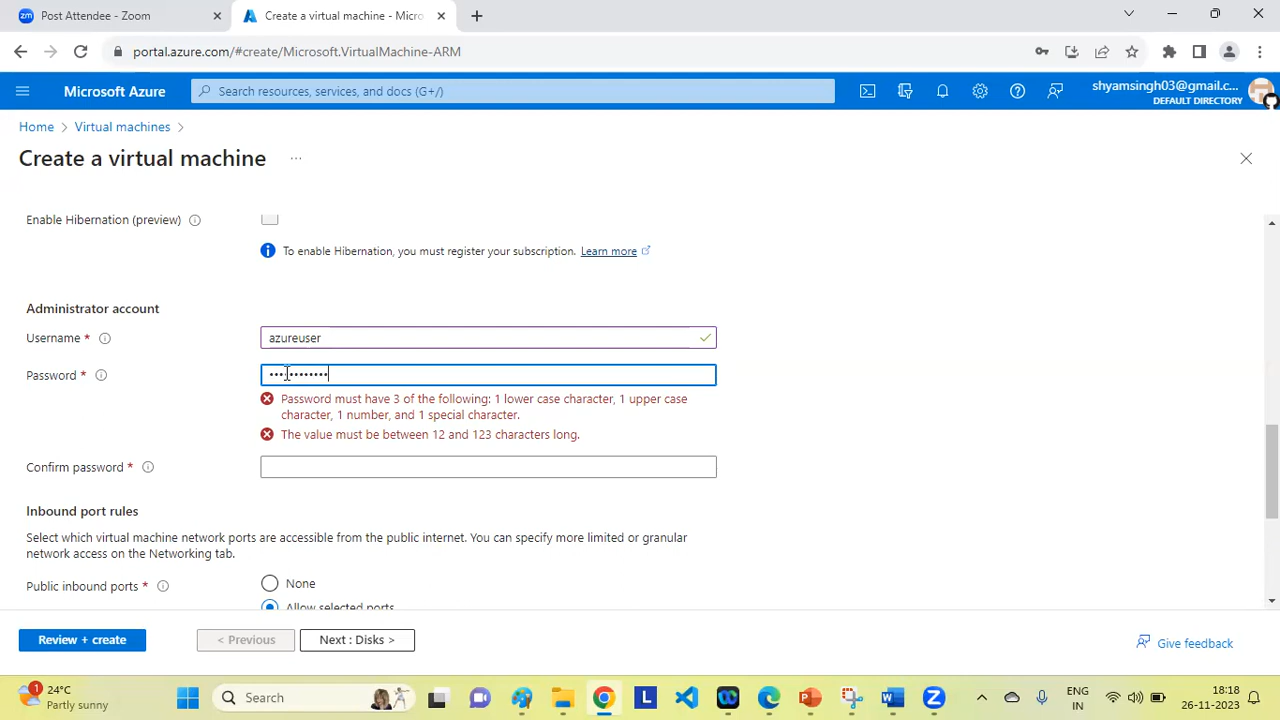 Post Attendee - Zoom
Create a virtual machine - Micro
portal.azure.com/#create/Microsoft.VirtualMachine-ARM
Microsoft Azure
Search resources, services, and docs (G+/)
shyamsingh03@gmail.c...
DEFAULT DIRECTORY
Home > Virtual machines >
Create a virtual machine ...
Enable Hibernation (preview)
To enable Hibernation, you must register your subscription. Learn more
Administrator account
Username *
azureuser
Password *
Password must have 3 of the following: 1 lower case character, 1 upper case
character, 1 number, and 1 special character.
The value must be between 12 and 123 characters long.
Confirm password *
Inbound port rules
Select which virtual machine network ports are accessible from the public internet. You can specify more limited or granular
network access on the Networking tab.
Public inbound ports *
None
Allow selected ports
Review + create
< Previous
Next : Disks >
Give feedback
1
24°C
Partly sunny
Search
ENG
IN
18:18
26-11-2023